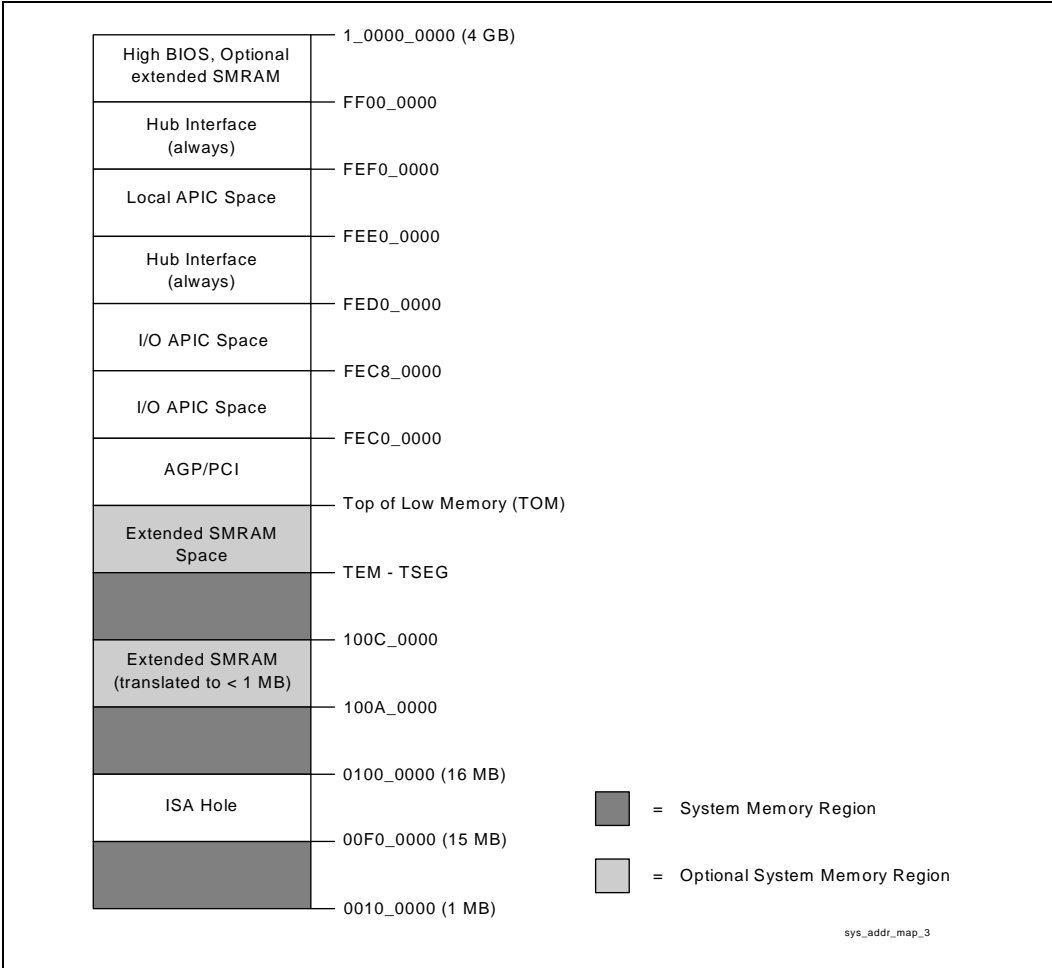 1_0000_0000 (4 GB)
High BIOS, Optional
extended SMRAM
FF00_0000
Hub Interface
(always)
FEF0_0000
Local APIC Space
FEE0_0000
Hub Interface
(always)
FED0_0000
I/O APIC Space
FEC8_0000
I/O APIC Space
FEC0_0000
AGP/PCI
Top of Low Memory (TOM)
Extended SMRAM
Space
TEM - TSEG
100C_0000
Extended SMRAM
(translated to < 1 MB)
100A_0000
0100_0000 (16 MB)
ISA Hole
00F0_0000 (15 MB)
0010_0000 (1 MB)
= System Memory Region
= Optional System Memory Region
sys_addr_map_3